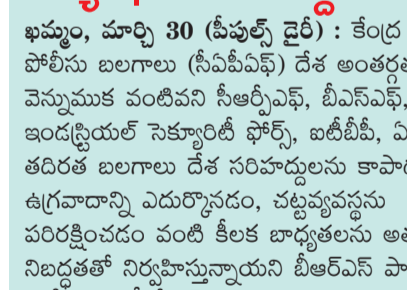 ఖమ్మం, మార్చి 30 (పీపుల్స్ డైరీ) : కేంద్ర
పోలీసు బలగాలు (సీఏపీఎఫ్) దేశ
వెన్నుముక వంటివని సీఆర్పీఎఫ్, బీఎస్ఎఫ్,
ఇండస్ట్రియల్ సెక్యూరిటీ ఫోర్స్, ఐటీబీపీ,
తదితర బలగాలు దేశ సరిహద్దులను
ఉగ్రవాదాన్ని ఎదుర్కొనడం, చట్టవ్యవస్థను
పరిరక్షించడం వంటి కీలక బాధ్యతలను
నిబద్ధతతో నిర్వహిస్తున్నాయని బీఆర్ఎస్